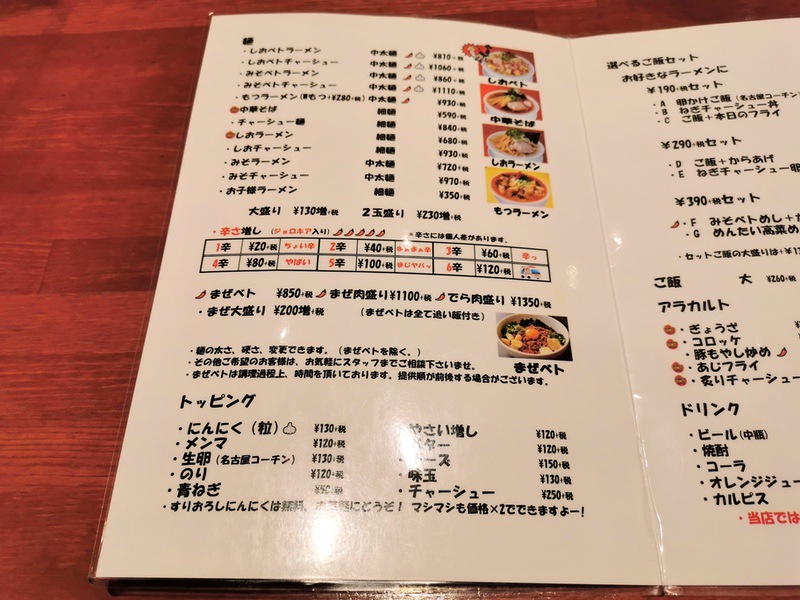 麺
・しおベトラーメン 中太麺 ¥810+税
・しおベトチャーシュー 中太麺 ¥1060+税
・みそベトラーメン 中太麺 ¥860+税
・みそベトチャーシュー 中太麺 ¥1110+税
・もつラーメン(Wもつ+¥280+税) 中太麺 ¥930+税
中華そば 細麺 ¥590+税
・チャーシュー麺 細麺 ¥840+税
しおラーメン 細麺 ¥680+税
・しおチャーシュー 細麺 ¥930+税
・みそラーメン 中太麺 ¥720+税
・みそチャーシュー 中太麺 ¥970+税
・お子様ラーメン 細麺 ¥350+税
しおベト
中華そば
しおラーメン
もつラーメン
大盛り ¥130増+税 2玉盛り ¥230増+税
・辛さ増し (ジョロキア入り) ※辛さには個人差があります。
1辛 ¥20+税 ちょい辛 2辛 ¥40+税 3辛 ¥60+税 辛っ
4辛 ¥80+税 やばい 5辛 ¥100+税 まじヤバッ 6辛 ¥120+税
まぜベト ¥850+税 まぜ肉盛り¥1100+税 でら肉盛り ¥1350+税
・まぜ大盛り ¥200増+税 (まぜベトは全て追い飯付き)
まぜベト
・麺の太さ、硬さ、変更できます。(まぜベトを除く。)
・その他ご希望のお客様は、お気軽にスタッフまでご相談下さいませ。
・まぜベトは調理過程上、時間を頂いております。提供順が前後する場合がございます。
トッピング
・にんにく(粒) ¥130+税
・メンマ ¥120+税
・生卵(名古屋コーチン) ¥130+税
・のり ¥120+税
・青ねぎ ¥50+税
・やさい増し ¥120+税
ター ¥120+税
ーズ ¥150+税
・味玉 ¥130+税
・チャーシュー ¥250+税
・すりおろしにんにくは無料、お気軽にどうぞ! マシマシも価格×2でできますよー!
選べるご飯セット
お好きなラーメンに
¥190+税セット
・A 卵かけご飯(名古屋コーチン
・B ねぎチャーシュー丼
・C ご飯+本日のフライ
¥290+税セット
・D ご飯+からあげ
・E ねぎチャーシュー卵
¥390+税セット
・F みそベトめし+か
・G めんたい高菜め
・セットご飯の大盛りは+¥13
ご飯 大 ¥260+税
アラカルト
・ぎょうざ
・コロッケ
・豚もやし炒め
・あじフライ
・炙りチャーシュー
ドリンク
・ビール(中瓶)
・焼酎
・コーラ
・オレンジジュー
・カルピス
・当店では